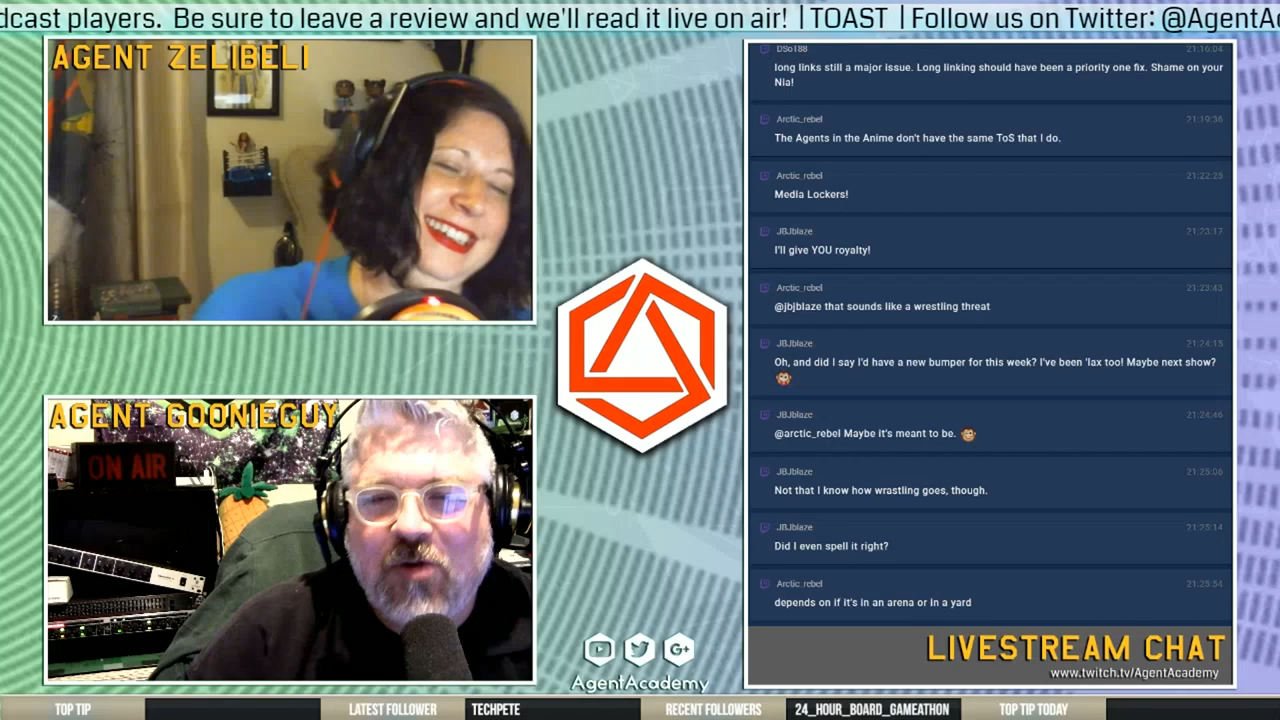 dcast players. Be sure to leave a review and we'll read it live on air! | TOAST | Follow us on Twitter: @AgentA
AGENT ZELIBELI
AGENT GOONIEGUY
ON AIR
DSoT88 21:16:04
long links still a major issue. Long linking should have been a priority one fix. Shame on your
Nia!
Arctic_rebel 21:19:36
The Agents in the Anime don't have the same ToS that I do.
Arctic_rebel 21:22:25
Media Lockers!
JBJblaze 21:23:17
I'll give YOU royalty!
Arctic_rebel 21:23:43
@jbjblaze that sounds like a wrestling threat
JBJblaze 21:24:15
Oh, and did I say I'd have a new bumper for this week? I've been 'lax too! Maybe next show?
JBJblaze 21:24:46
@arctic_rebel Maybe it's meant to be.
JBJblaze 21:25:06
Not that I know how wrastling goes, though.
JBJblaze 21:25:14
Did I even spell it right?
Arctic_rebel 21:25:54
depends on if it's in an arena or in a yard
LIVESTREAM CHAT
www.twitch.tv/AgentAcademy
G+
AgentAcademy
TOP TIP LATEST FOLLOWER TECHPETE RECENT FOLLOWERS 24_HOUR_BOARD_GAMEATHON TOP TIP TODAY